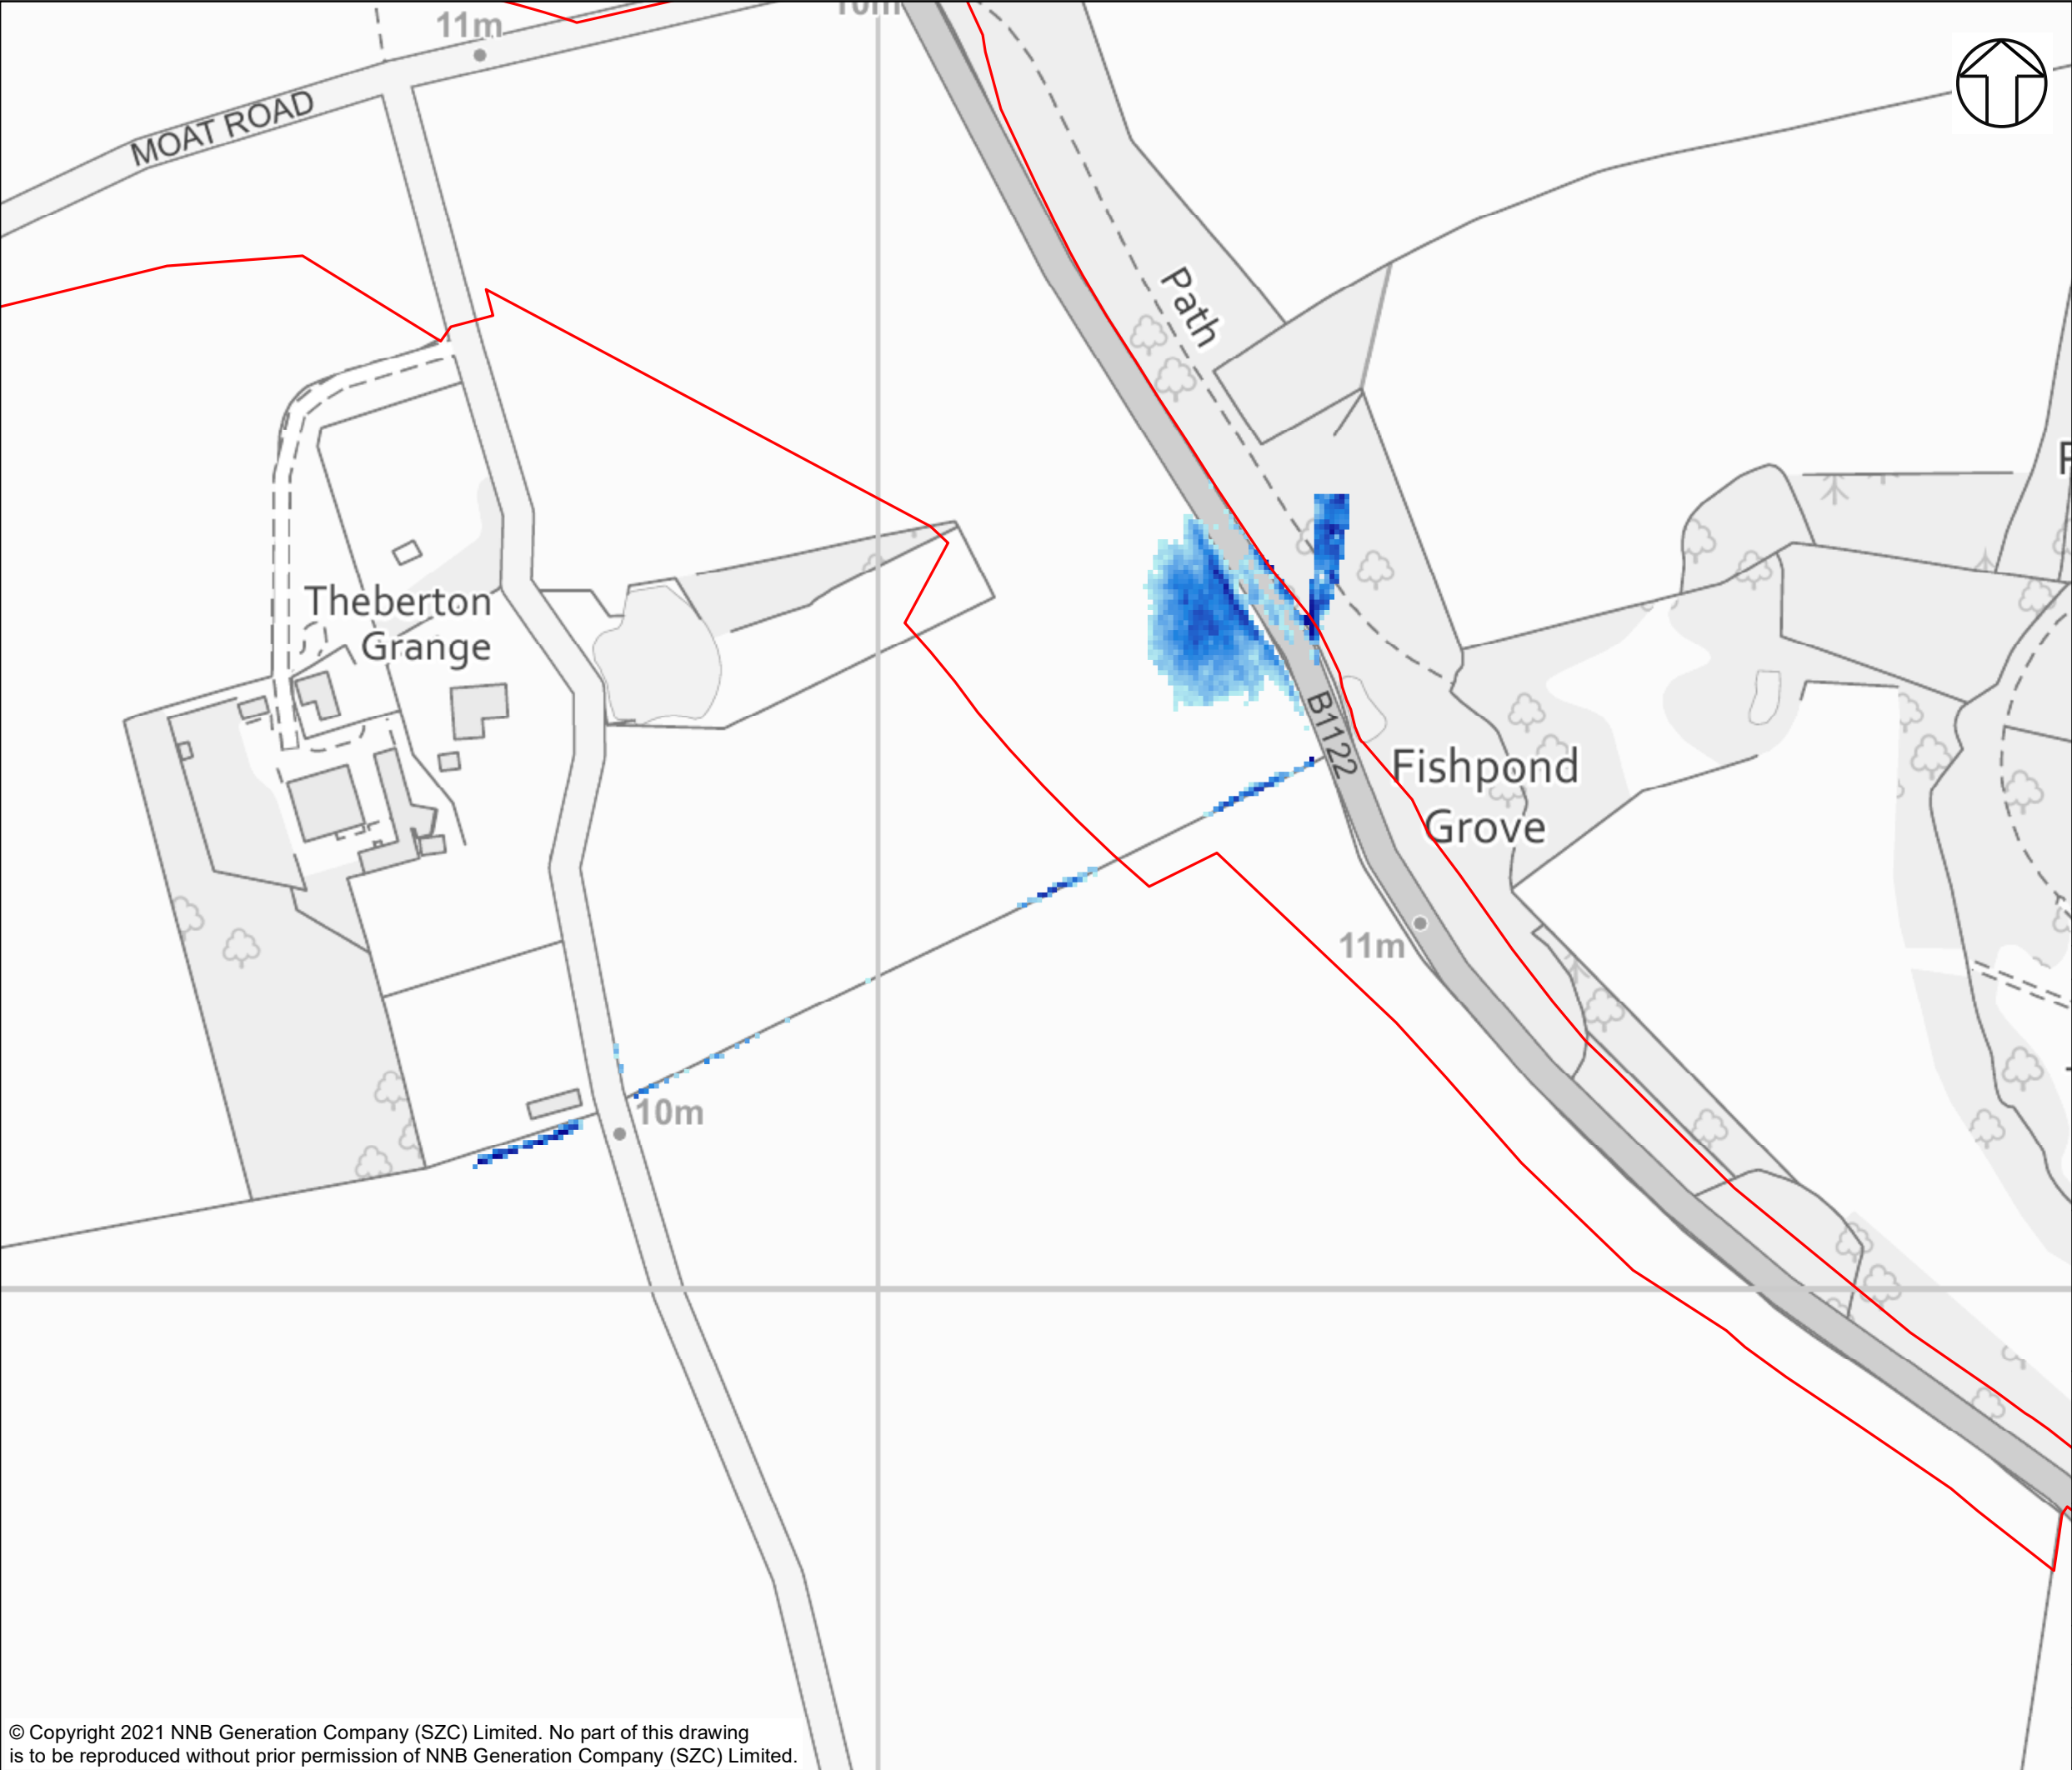 11m
10m
MOAT ROAD
Path
Theberton
Grange
B1122
Fishpond
Grove
11m
10m
© Copyright 2021 NNB Generation Company (SZC) Limited. No part of this drawing
is to be reproduced without prior permission of NNB Generation Company (SZC) Limited.